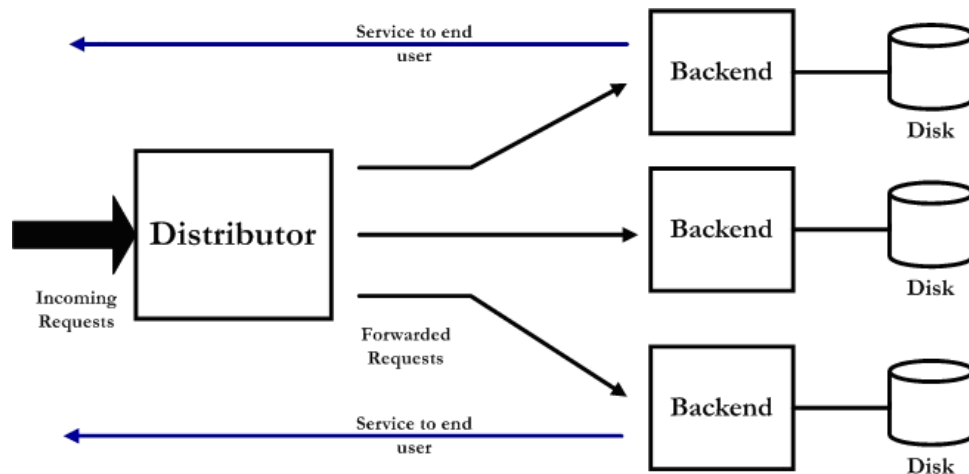 Service to end
user
Backend
Disk
Distributor
Backend
Disk
Incoming
Requests
Forwarded
Requests
Backend
Service to end
user
Disk